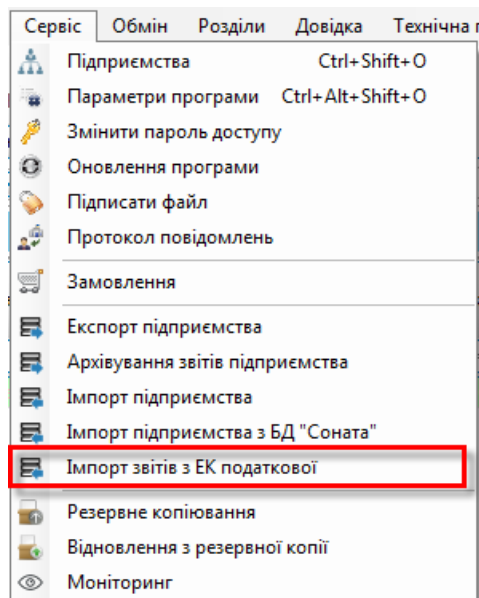 Сервіс Обмін Розділи Довідка Технічна
Підприємства Ctrl+Shift+O
Параметри програми Ctrl+Alt+Shift+O
Змінити пароль доступу
Оновлення програми
Підписати файл
Протокол повідомлень
Замовлення
Експорт підприємства
Архівування звітів підприємства
Імпорт підприємства
Імпорт підприємства з БД "Соната"
Імпорт звітів з ЕК податкової
Резервне копіювання
Відновлення з резервної копії
Моніторинг